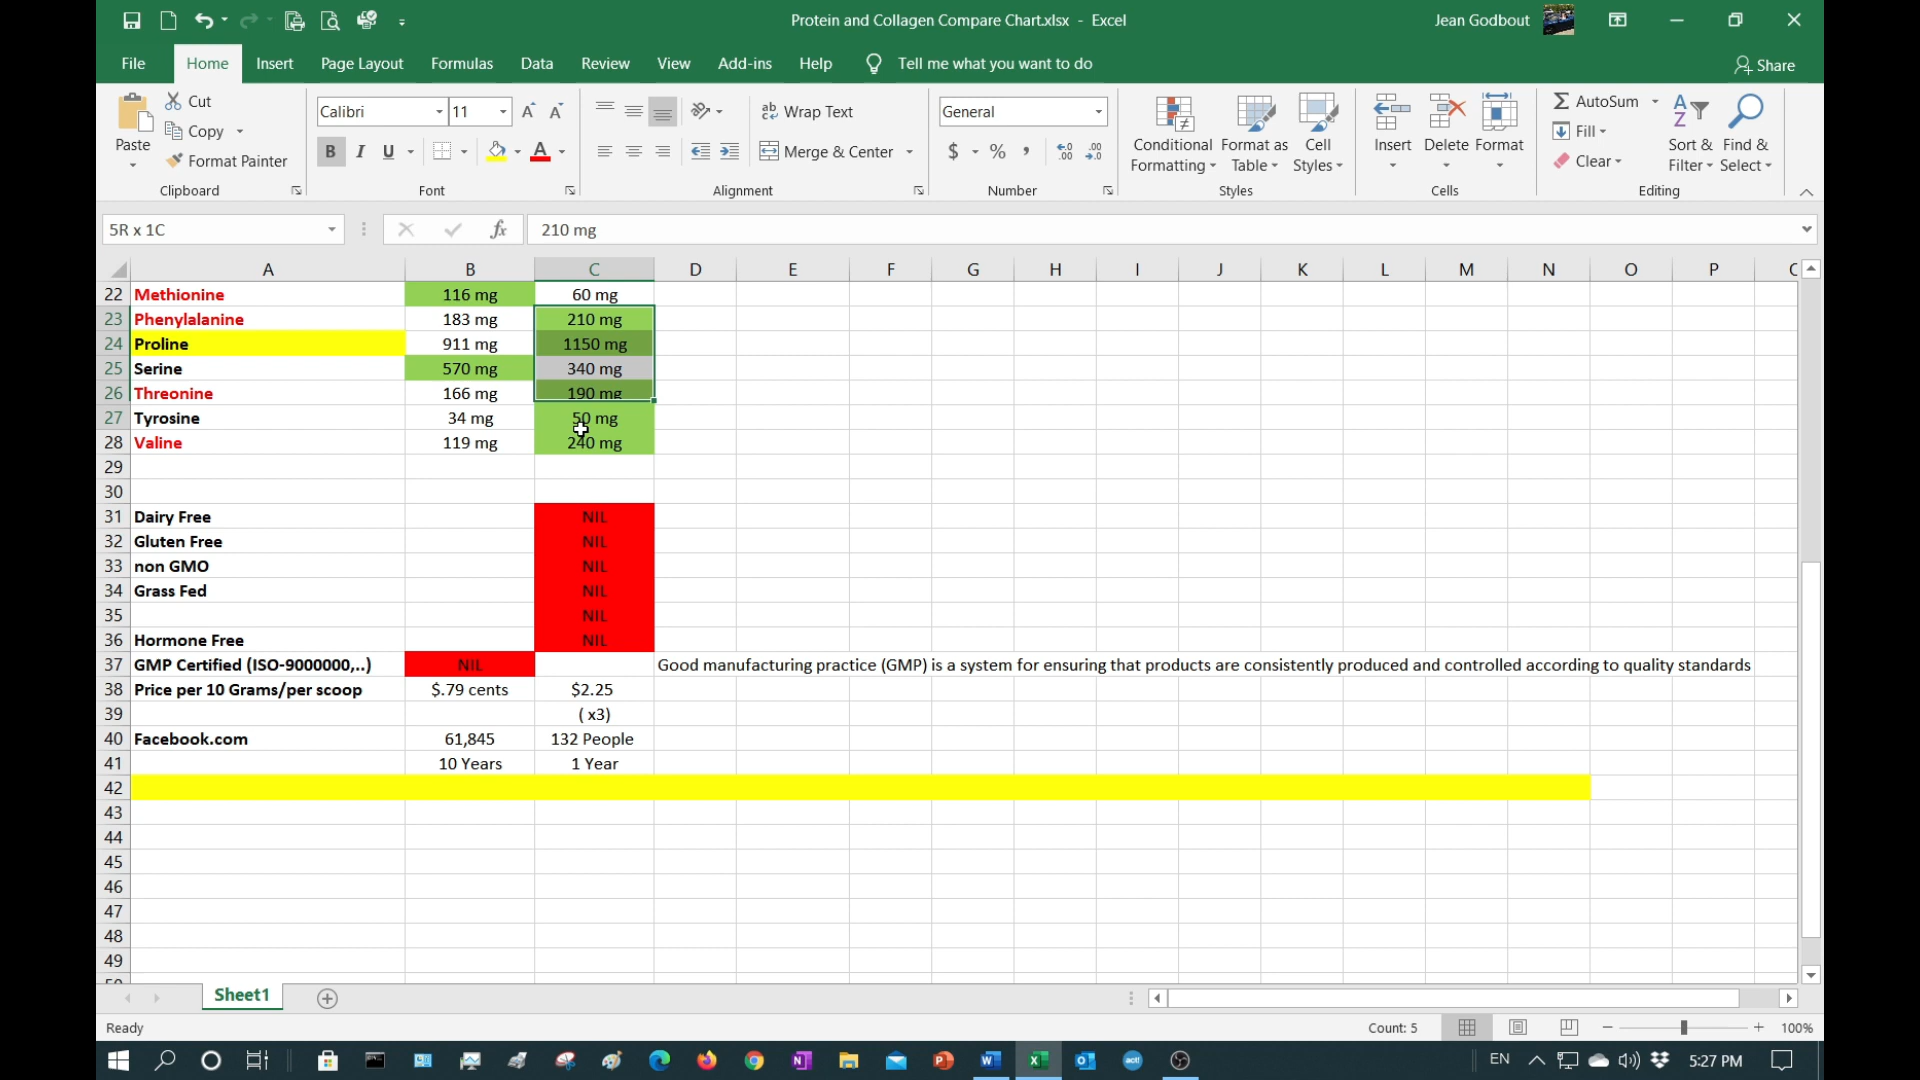 Protein and Collagen Compare Chart.xlsx - Excel
Jean Godbout
File Home Insert Page Layout Formulas Data Review View Add-ins Help Tell me what you want to do Share
Paste Cut Copy Format Painter Clipboard
Calibri 11 B I U Font
Wrap Text Merge & Center Alignment
General $ % , Number
Conditional Formatting Format as Table Cell Styles Styles
Insert Delete Format Cells
AutoSum Fill Clear Sort & Filter Find & Select Editing
5R x 1C fx 210 mg
A B C D E F G H I J K L M N O P
22 Methionine 116 mg 60 mg
23 Phenylalanine 183 mg 210 mg
24 Proline 911 mg 1150 mg
25 Serine 570 mg 340 mg
26 Threonine 166 mg 190 mg
27 Tyrosine 34 mg 50 mg
28 Valine 119 mg 240 mg
29
30
31 Dairy Free NIL
32 Gluten Free NIL
33 non GMO NIL
34 Grass Fed NIL
35 NIL
36 Hormone Free NIL
37 GMP Certified (ISO-9000000,..) NIL Good manufacturing practice (GMP) is a system for ensuring that products are consistently produced and controlled according to quality standards
38 Price per 10 Grams/per scoop $.79 cents $2.25
39 ( x3)
40 Facebook.com 61,845 132 People
41 10 Years 1 Year
42
43
44
45
46
47
48
49
Sheet1
Ready Count: 5 100%
EN 5:27 PM